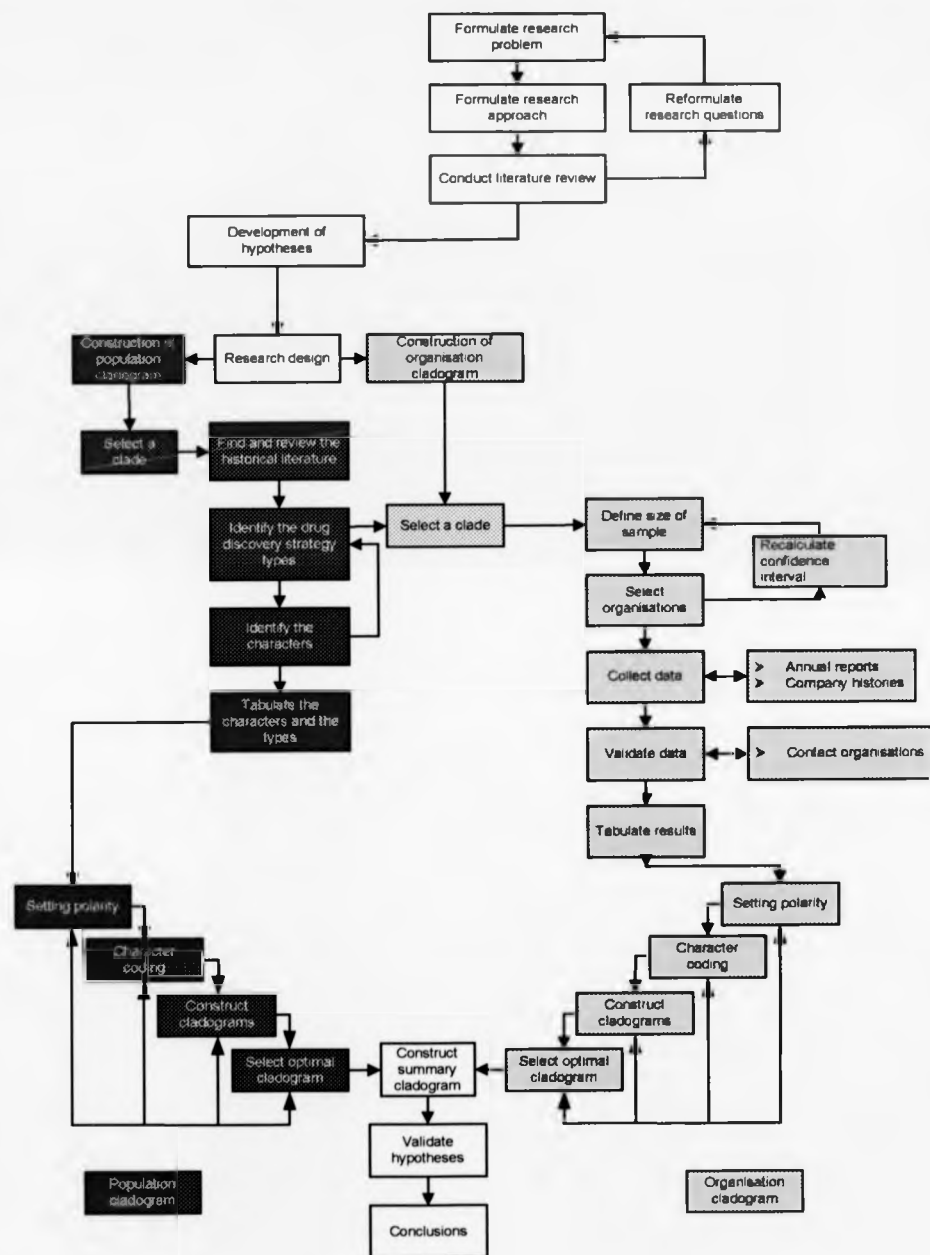 Formulate research
problem
Formulate research
approach
Reformulate
research questions
Conduct literature review
Development of
hypotheses
Construction of
population
cladogram
Research design
Construction of
organisation
cladogram
Select a
clade
Find and review the
historical literature
Identify the drug
discovery strategy
types
Select a clade
Define size of
sample
Recalculate
confidence
interval
Select
organisations
Identify the
characters
Collect data
➤ Annual reports
➤ Company histories
Tabulate the
characters and the
types
Validate data
➤ Contact organisations
Tabulate results
Setting polarity
Setting polarity
Character
coding
Character
coding
Construct
cladograms
Construct
cladograms
Select optimal
cladogram
Construct
summary
cladogram
Select optimal
cladogram
Validate
hypotheses
Population
cladogram
Organisation
cladogram
Conclusions